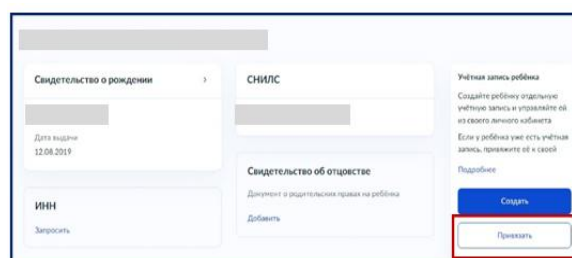 Свидетельство о рождении
Дата выдачи
12.08.2019
ИНН
Запросить
СНИЛС
Свидетельство об отцовстве
Документ о родительских правах на ребёнка
Добавить
Учётная запись ребёнка
Создайте ребёнку отдельную
учётную запись и управляйте ей
из своего личного кабинета
Если у ребёнка уже есть учётная
запись, привяжите её к своей
Подробнее
Создать
Привязать